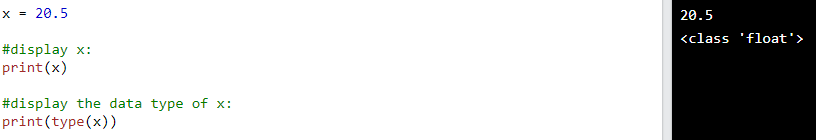 x = 20.5
#display x:
print(x)
#display the data type of x:
print(type(x))
20.5
<class 'float'>